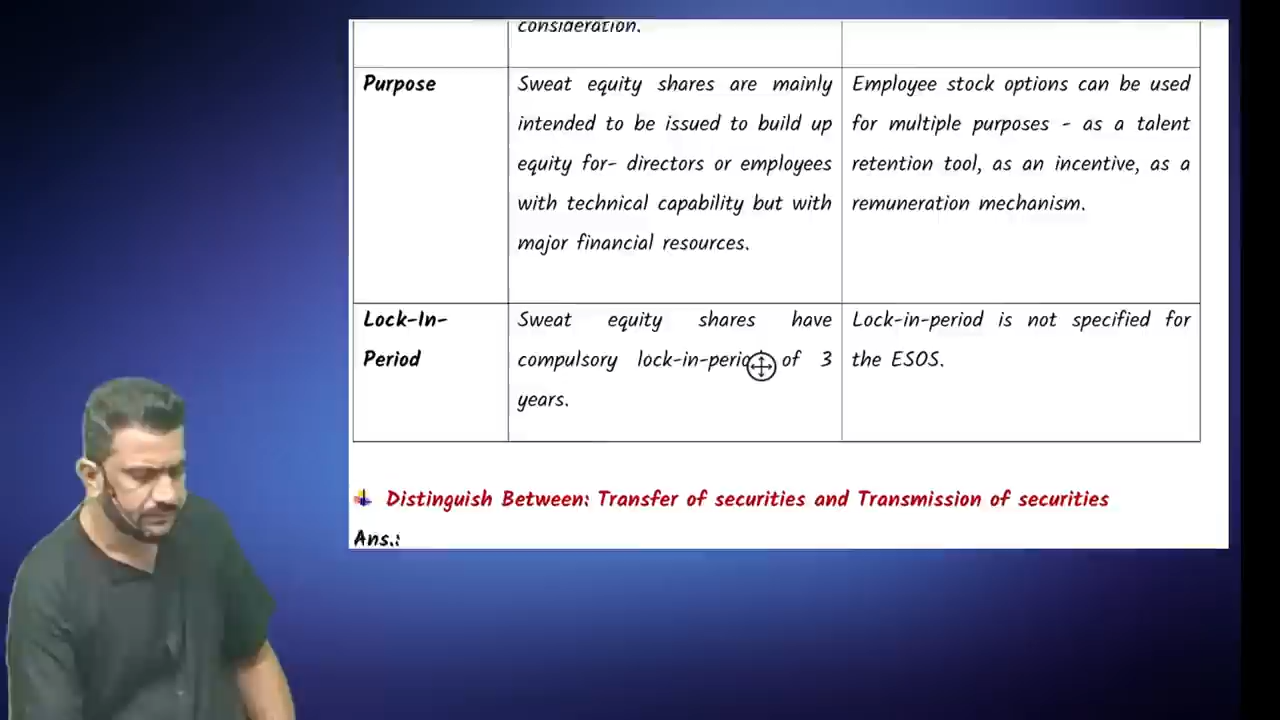 consideration.
Purpose
Sweat equity shares are mainly
intended to be issued to build up
equity for- directors or employees
with technical capability but with
major financial resources.
Employee stock options can be used
for multiple purposes - as a talent
retention tool, as an incentive, as a
remuneration mechanism.
Lock-In-
Period
Sweat equity shares have
compulsory lock-in-period of 3
years.
Lock-in-period is not specified for
the ESOS.
Distinguish Between: Transfer of securities and Transmission of securities
Ans.: